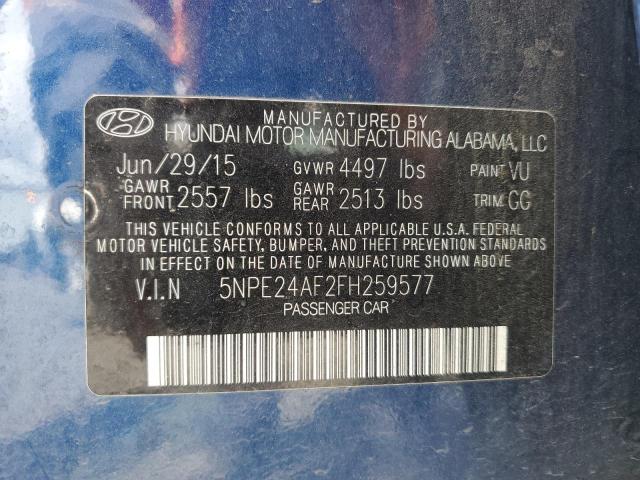 MANUFACTURED BY
HYUNDAI MOTOR MANUFACTURING ALABAMA, LLC
Jun/29/15 GVWR 4497 lbs PAINT VU
GAWR FRONT 2557 lbs GAWR REAR 2513 lbs TRIM GG
THIS VEHICLE CONFORMS TO ALL APPLICABLE U.S.A. FEDERAL
MOTOR VEHICLE SAFETY, BUMPER, AND THEFT PREVENTION STANDARDS
IN EFFECT ON THE DATE OF MANUFACTURE SHOWN ABOVE.
V.I.N 5NPE24AF2FH259577
PASSENGER CAR